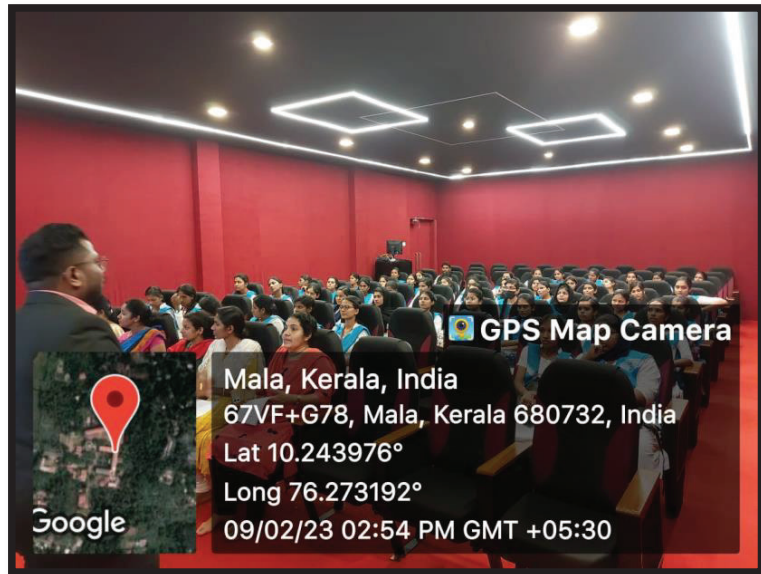 GPS Map Camera
Mala, Kerala, India
67VF+G78, Mala, Kerala 680732, India
Lat 10.243976°
Long 76.273192°
09/02/23 02:54 PM GMT +05:30
Google